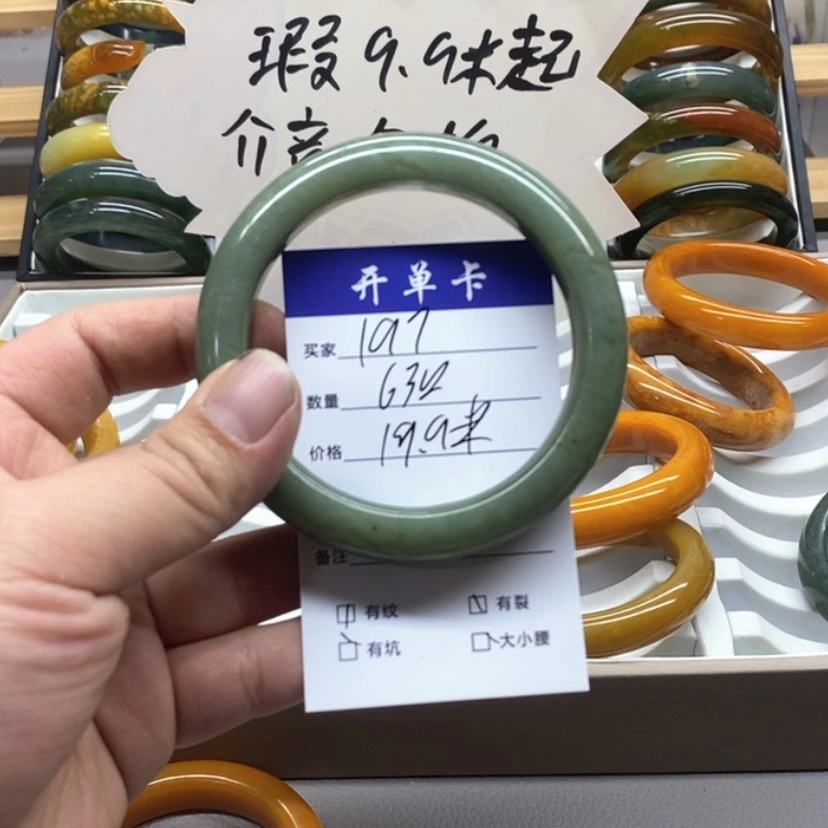 瑕9.9米起
开单卡
买家 197
数量 634
价格 19.9米
备注
有纹 有裂
有坑 大小腰